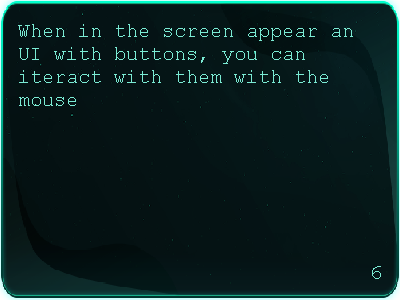 When in the screen appear an
UI with buttons, you can
iteract with them with the
mouse
6